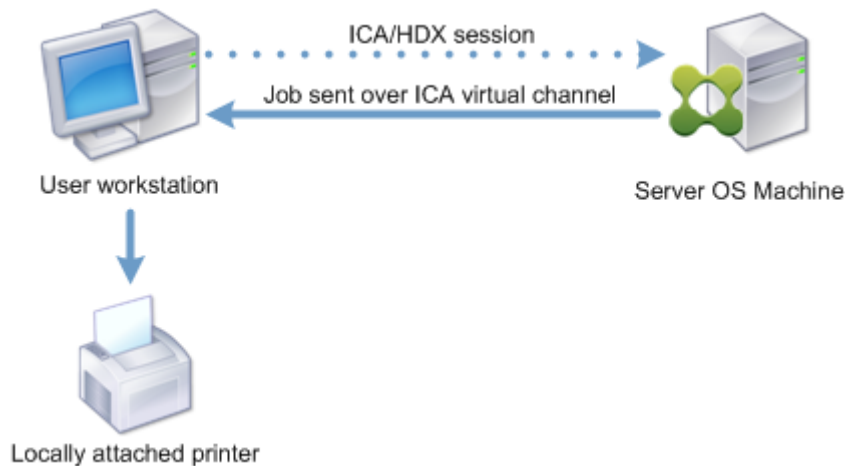 ICA/HDX session
Job sent over ICA virtual channel
User workstation
Server OS Machine
Locally attached printer